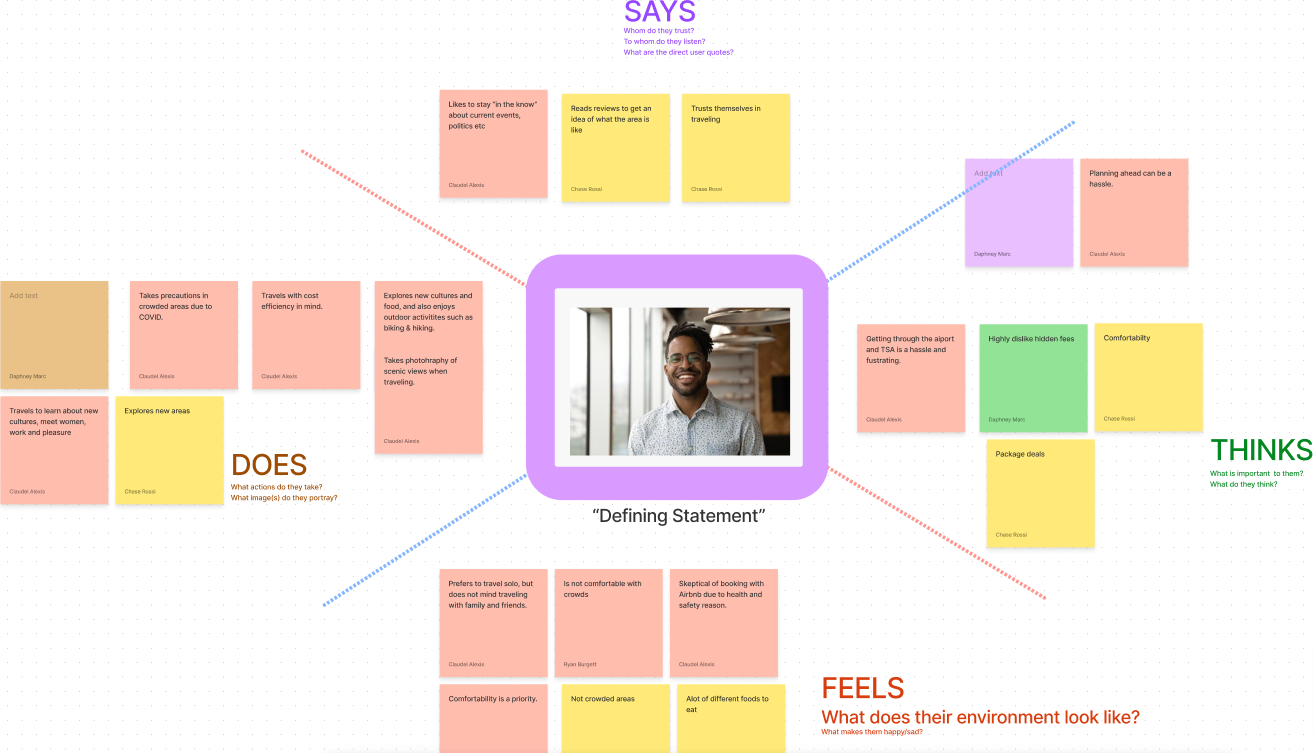 SAYS
Whom do they trust?
To whom do they listen?
What are the direct user quotes?
Likes to stay "in the know"
about current events,
politics etc
Claudel Alexis
Reads reviews to get an
idea of what the area is
like
Chase Rossi
Trusts themselves in
traveling
Chase Rossi
Add text
Daphney Marc
Planning ahead can be a
hassle.
Claudel Alexis
Add text
Daphney Marc
Takes precautions in
crowded areas due to
COVID.
Claudel Alexis
Travels with cost
efficiency in mind.
Claudel Alexis
Explores new cultures and
food, and also enjoys
outdoor activitites such as
biking & hiking.
Takes photohraphy of
scenic views when
traveling.
Claudel Alexis
Travels to learn about new
cultures, meet women,
work and pleasure
Claudel Alexis
Explores new areas
Chase Rossi
DOES
What actions do they take?
What image(s) do they portray?
Getting through the aiport
and TSA is a hassle and
fustrating.
Claudel Alexis
Highly dislike hidden fees
Daphney Marc
Comfortabilty
Chase Rossi
Package deals
Chase Rossi
THINKS
What is important to them?
What do they think?
“Defining Statement”
Prefers to travel solo, but
does not mind traveling
with family and friends.
Claudel Alexis
Is not comfortable with
crowds
Ryan Burgett
Skeptical of booking with
Airbnb due to health and
safety reason.
Claudel Alexis
Comfortability is a priority.
Not crowded areas
Alot of different foods to
eat
FEELS
What does their environment look like?
What makes them happy/sad?